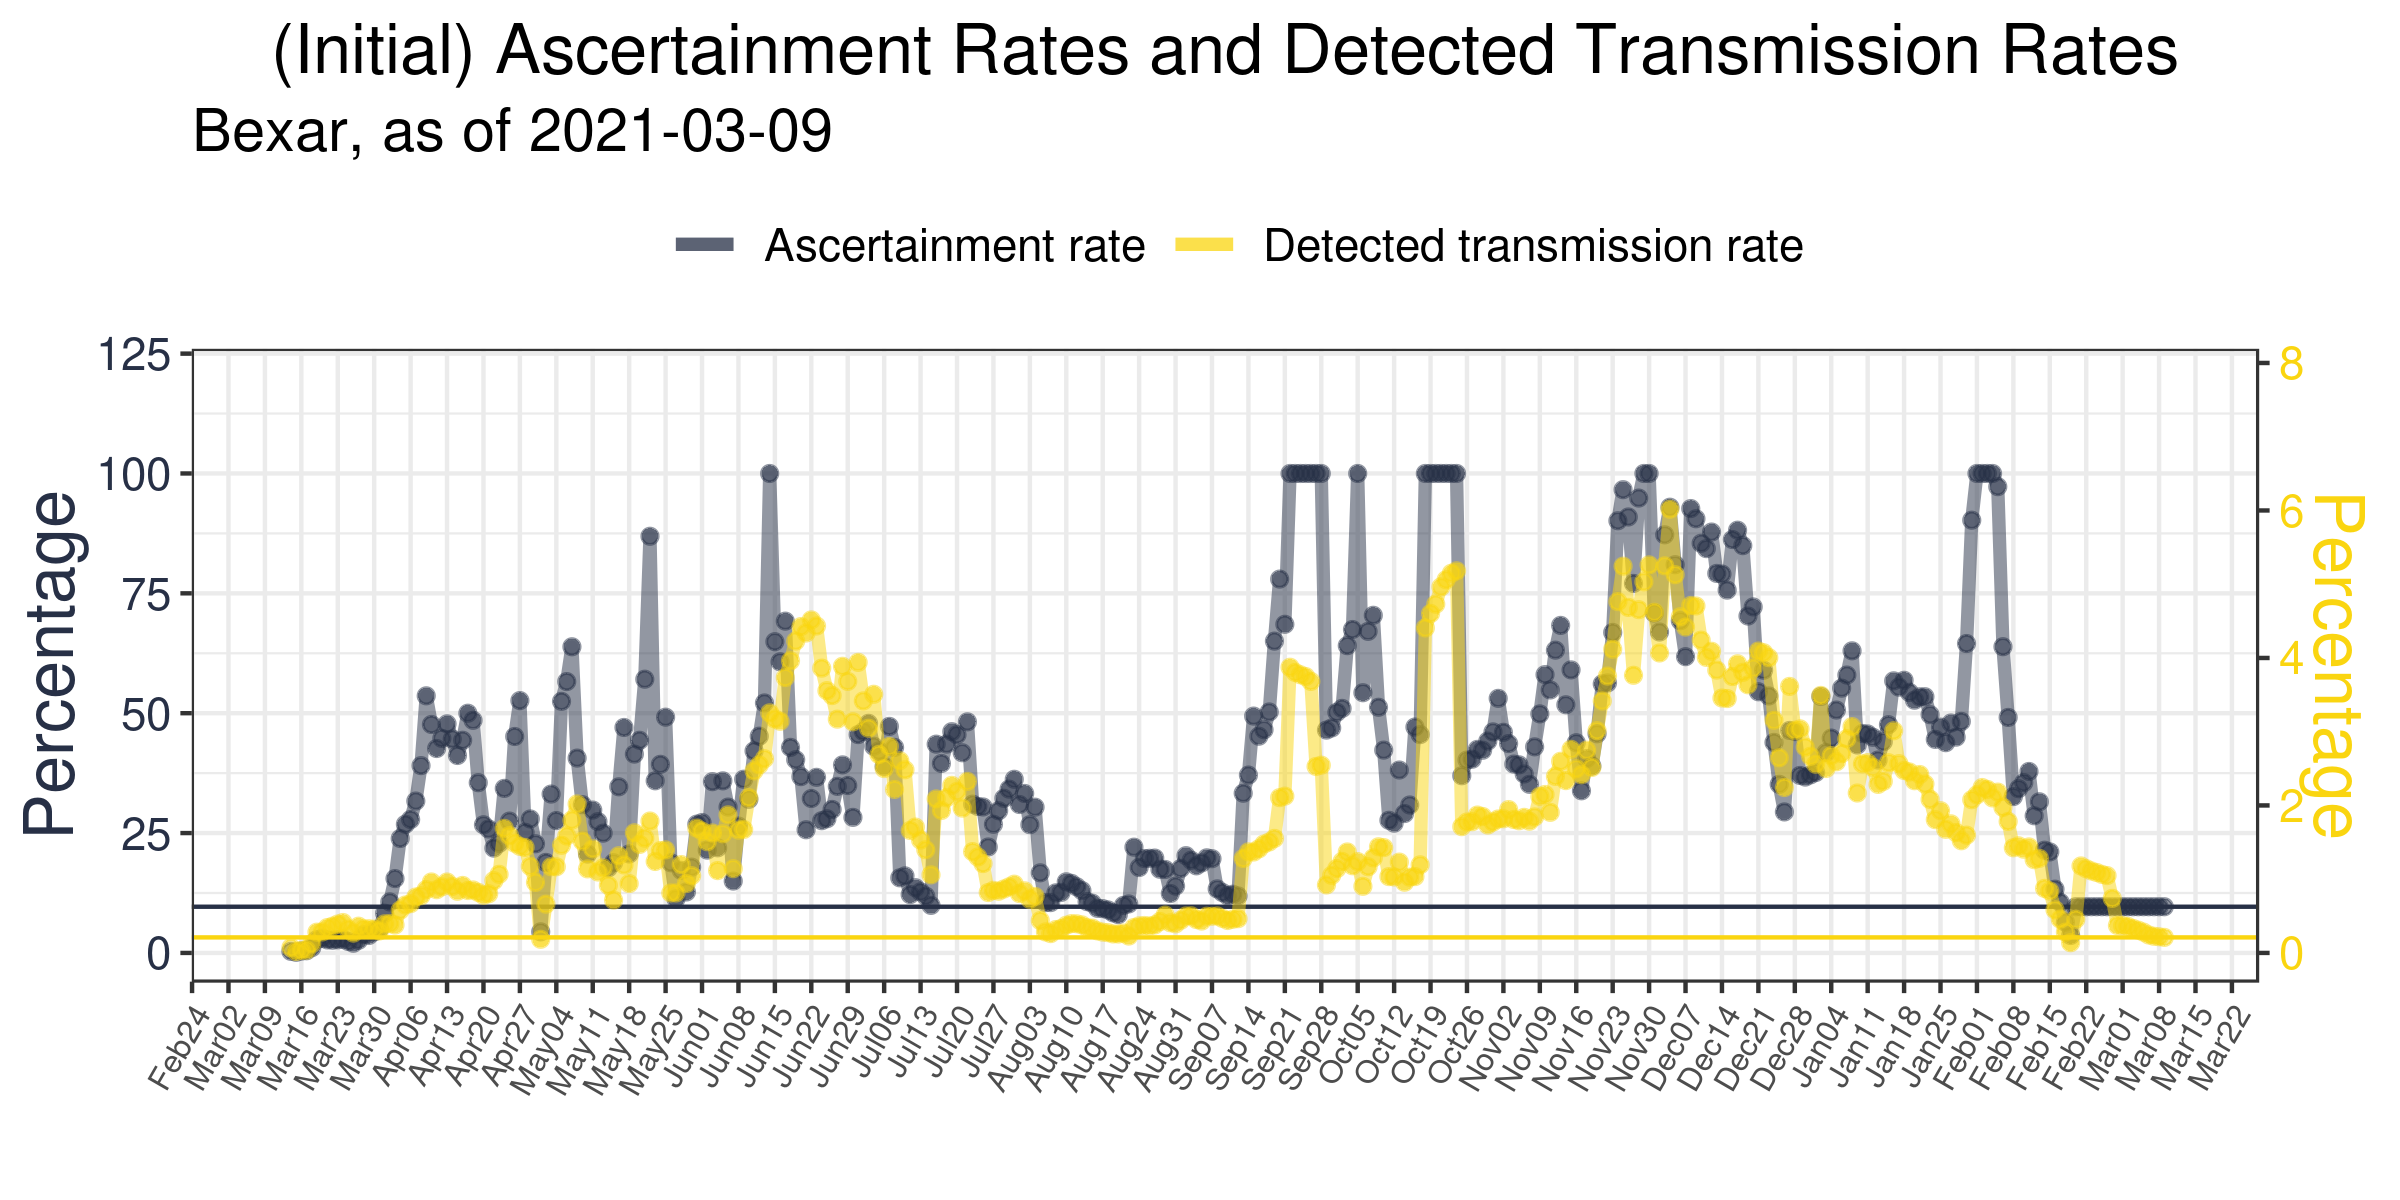 (Initial) Ascertainment Rates and Detected Transmission Rates
Bexar, as of 2021-03-09
Ascertainment rate Detected transmission rate
Percentage
125
100
75
50
25
0
8
6
4
2
0
Percentage
Feb24 Mar02 Mar09 Mar16 Mar23 Mar30 Apr06 Apr13 Apr20 Apr27 May04 May11 May18 May25 Jun01 Jun08 Jun15 Jun22 Jun29 Jul06 Jul13 Jul20 Jul27 Aug03 Aug10 Aug17 Aug24 Aug31 Sep07 Sep14 Sep21 Sep28 Oct05 Oct12 Oct19 Oct26 Nov02 Nov09 Nov16 Nov23 Nov30 Dec07 Dec14 Dec21 Dec28 Jan04 Jan11 Jan18 Jan25 Feb01 Feb08 Feb15 Feb22 Mar01 Mar08 Mar15 Mar22